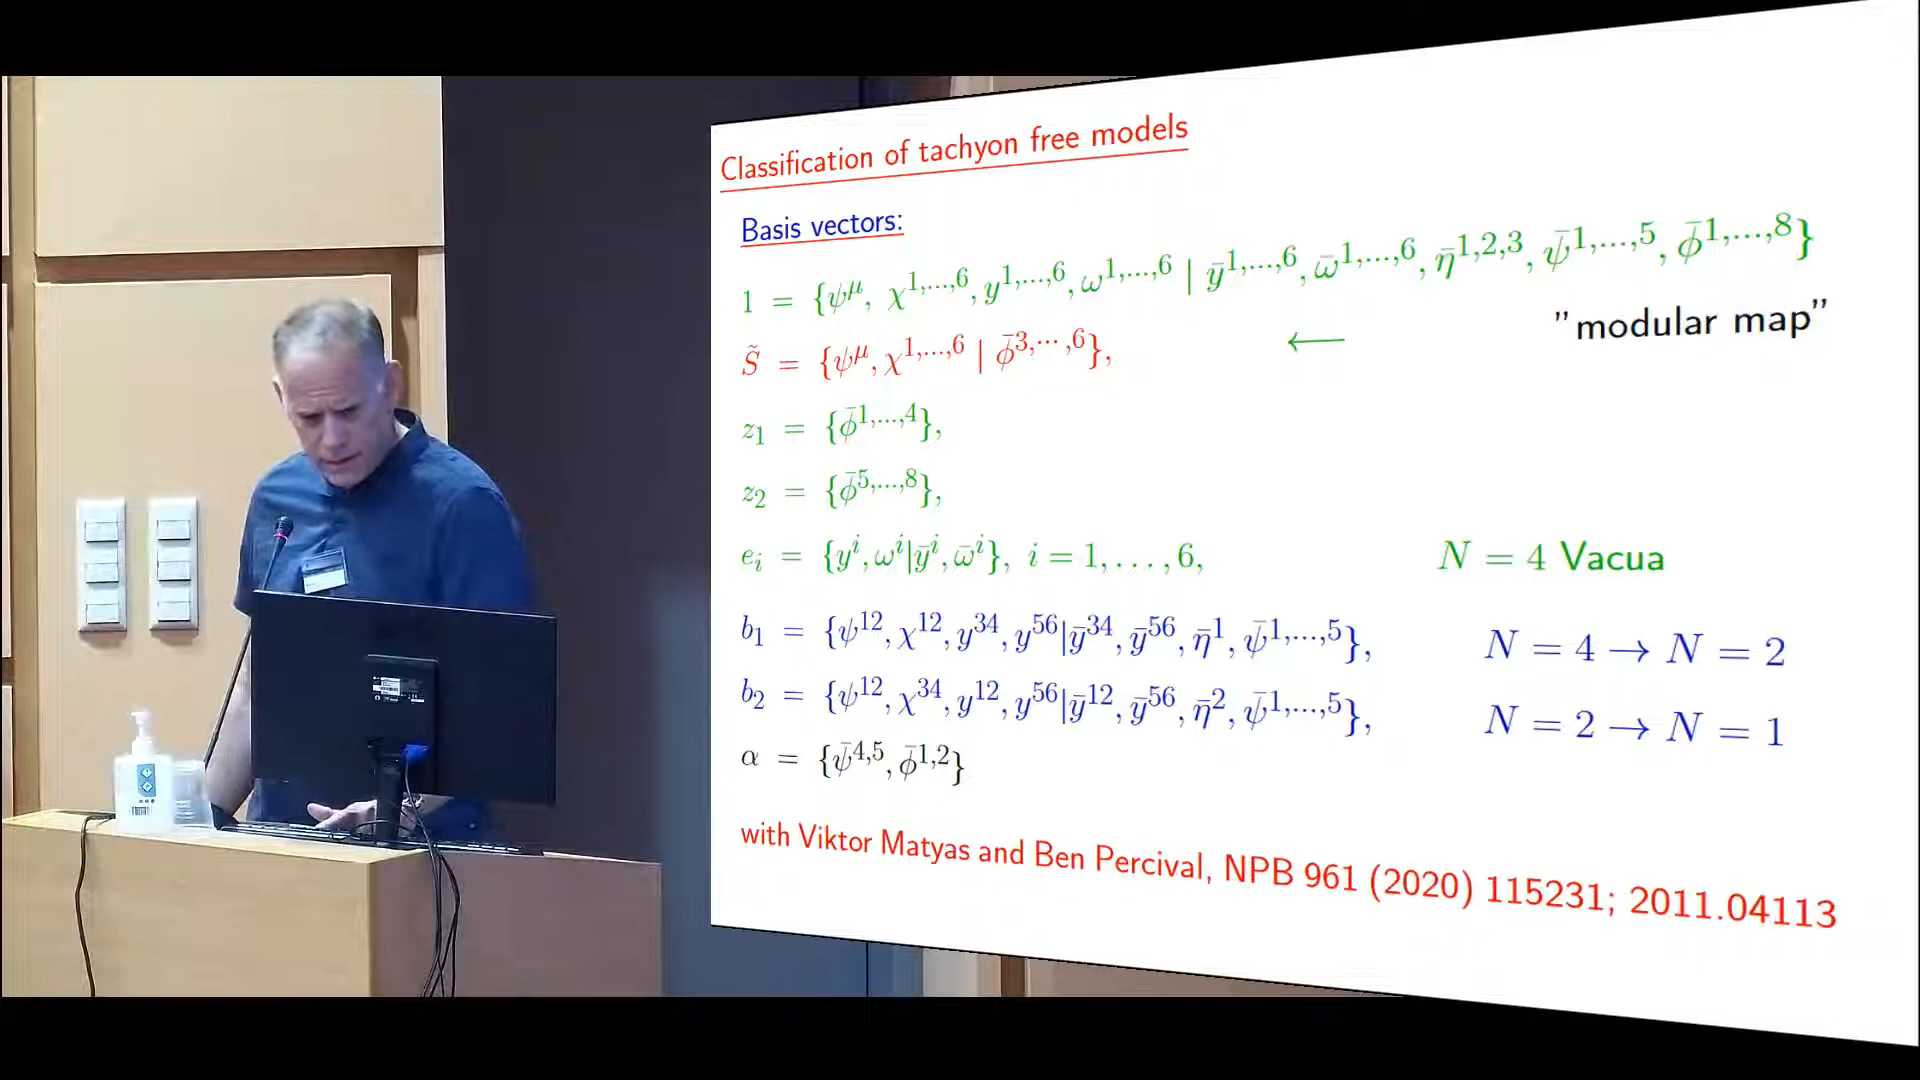 Classification of tachyon free models
Basis vectors:
1 = {ψ^μ, χ^{1,...,6}, y^{1,...,6}, ω^{1,...,6} | ȳ^{1,...,6}, ω̄^{1,...,6}, η̄^{1,2,3}, ψ̄^{1,...,5}, φ̄^{1,...,8}}
S̃ = {ψ^μ, χ^{1,...,6} | φ̄^{3,···,6}}, ← "modular map"
z₁ = {φ̄^{1,...,4}},
z₂ = {φ̄^{5,...,8}},
e_i = {y^i, ω^i|ȳ^i, ω̄^i}, i = 1, . . . , 6, N = 4 Vacua
b₁ = {ψ^{12}, χ^{12}, y^{34}, y^{56}|ȳ^{34}, ȳ^{56}, η̄^1, ψ̄^{1,...,5}}, N = 4 → N = 2
b₂ = {ψ^{12}, χ^{34}, y^{12}, y^{56}|ȳ^{12}, ȳ^{56}, η̄^2, ψ̄^{1,...,5}}, N = 2 → N = 1
α = {ψ̄^{4,5}, φ̄^{1,2}}
with Viktor Matyas and Ben Percival, NPB 961 (2020) 115231; 2011.04113